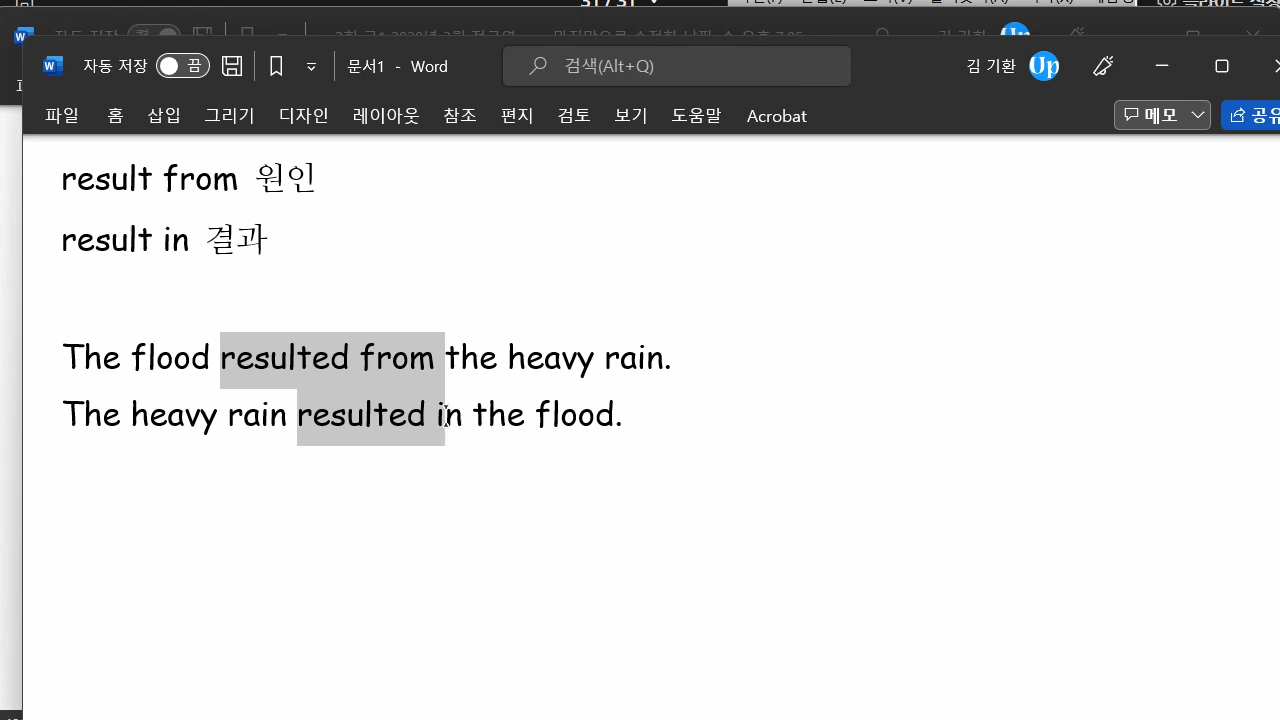 31 / 31
자동 저장 끔 문서1 - Word 검색(Alt+Q) 김 기환 Up
파일 홈 삽입 그리기 디자인 레이아웃 참조 편지 검토 보기 도움말 Acrobat 메모 공유
result from 원인
result in 결과
The flood resulted from the heavy rain.
The heavy rain resulted in the flood.